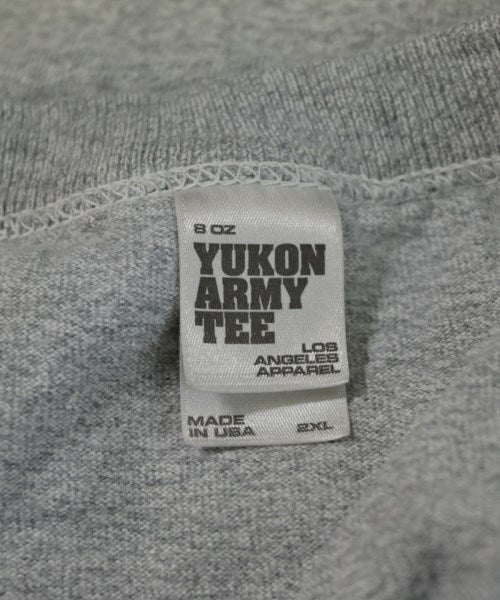 6 OZ
YUKON
ARMY
TEE
LOS
ANGELES
APPAREL
MADE
IN USA
2XL